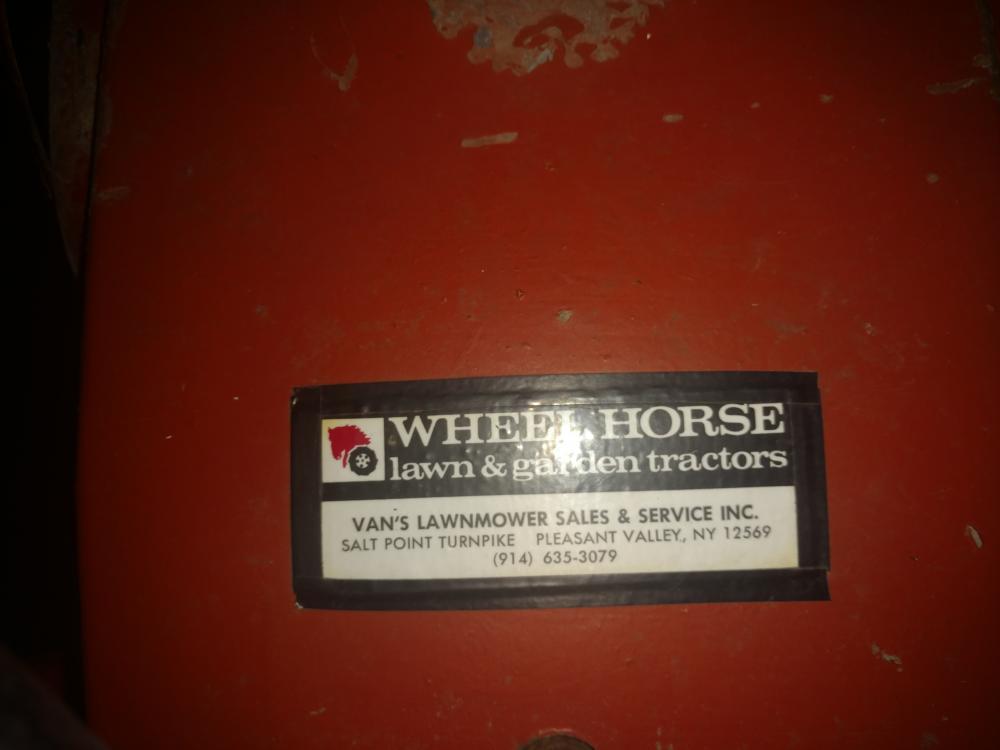 WHEEL HORSE
lawn & garden tractors
VAN'S LAWNMOWER SALES & SERVICE INC.
SALT POINT TURNPIKE PLEASANT VALLEY, NY 12569
(914) 635-3079